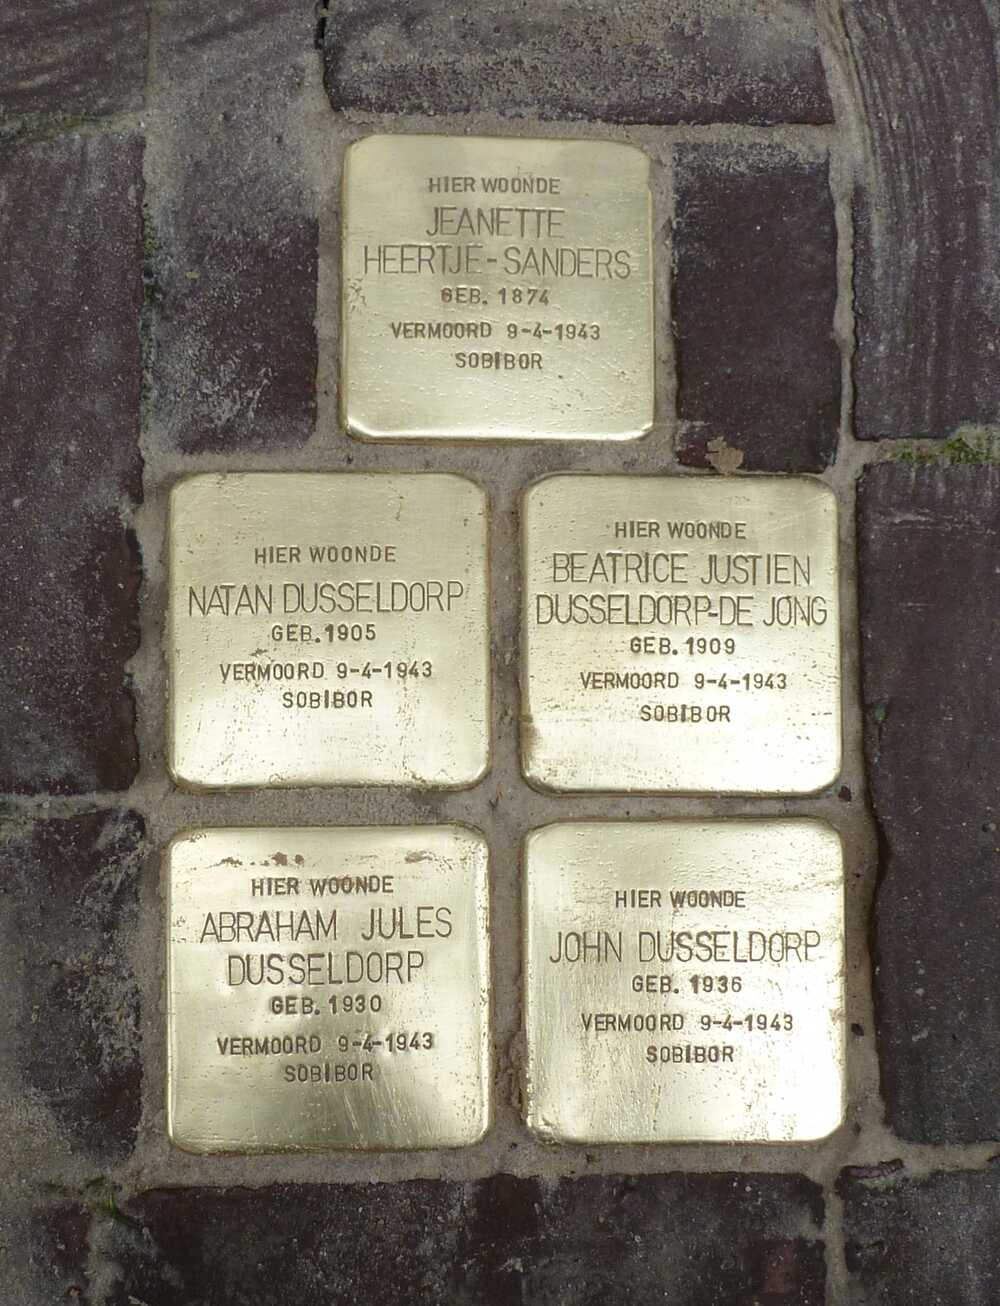 HIER WOONDE
JEANETTE
HEERTJE-SANDERS
GEB. 1874
VERMOORD 9-4-1943
SOBIBOR
HIER WOONDE
NATAN DUSSELDORP
GEB. 1905
VERMOORD 9-4-1943
SOBIBOR
HIER WOONDE
BEATRICE JUSTIEN
DUSSELDORP-DE JONG
GEB. 1909
VERMOORD 9-4-1943
SOBIBOR
HIER WOONDE
ABRAHAM JULES
DUSSELDORP
GEB. 1930
VERMOORD 9-4-1943
SOBIBOR
HIER WOONDE
JOHN DUSSELDORP
GEB. 1936
VERMOORD 9-4-1943
SOBIBOR